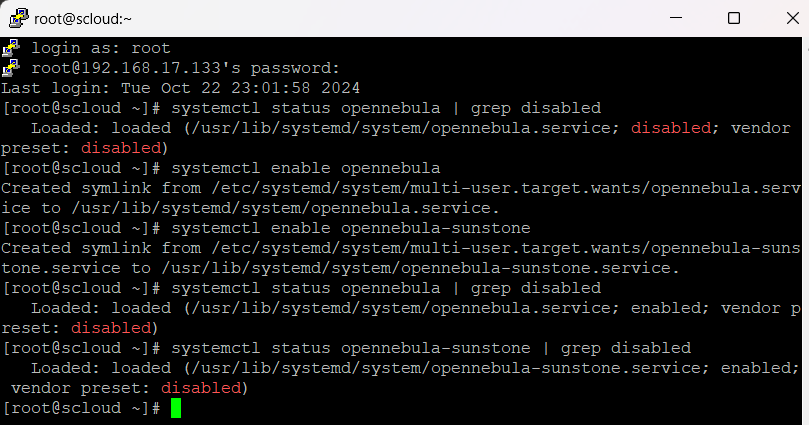 root@scloud:~
login as: root
root@192.168.17.133's password:
Last login: Tue Oct 22 23:01:58 2024
[root@scloud ~]# systemctl status opennebula | grep disabled
   Loaded: loaded (/usr/lib/systemd/system/opennebula.service; disabled; vendor
preset: disabled)
[root@scloud ~]# systemctl enable opennebula
Created symlink from /etc/systemd/system/multi-user.target.wants/opennebula.serv
ice to /usr/lib/systemd/system/opennebula.service.
[root@scloud ~]# systemctl enable opennebula-sunstone
Created symlink from /etc/systemd/system/multi-user.target.wants/opennebula-suns
tone.service to /usr/lib/systemd/system/opennebula-sunstone.service.
[root@scloud ~]# systemctl status opennebula | grep disabled
   Loaded: loaded (/usr/lib/systemd/system/opennebula.service; enabled; vendor p
reset: disabled)
[root@scloud ~]# systemctl status opennebula-sunstone | grep disabled
   Loaded: loaded (/usr/lib/systemd/system/opennebula-sunstone.service; enabled;
 vendor preset: disabled)
[root@scloud ~]#